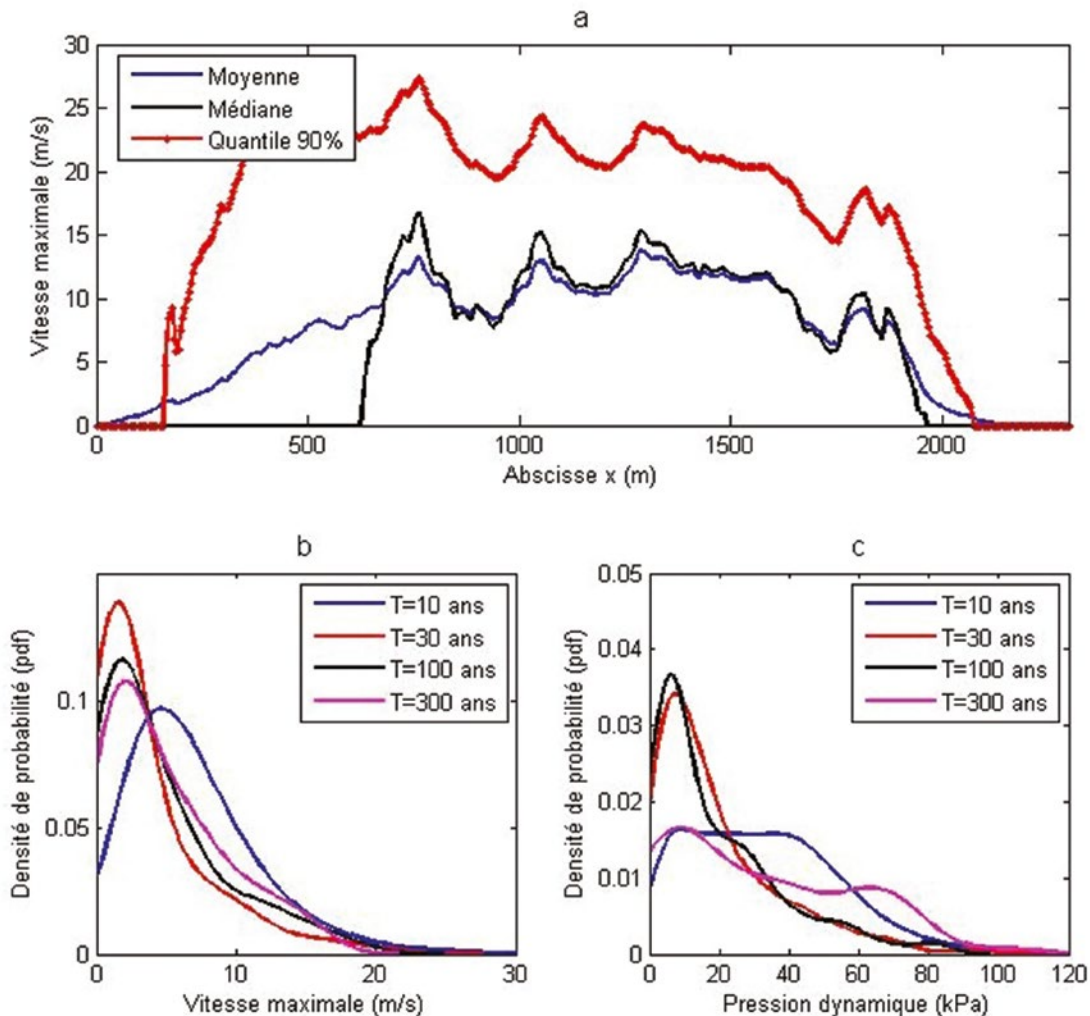 a
30
25
20
15
10
5
0
Vitesse maximale (m/s)
Moyenne
Médiane
Quantile 90%
0 500 1000 1500 2000
Abscisse x (m)
b
0.1
0.05
0
Densité de probabilité (pdf)
T=10 ans
T=30 ans
T=100 ans
T=300 ans
0 10 20 30
Vitesse maximale (m/s)
c
0.05
0.04
0.03
0.02
0.01
0
Densité de probabilité (pdf)
T=10 ans
T=30 ans
T=100 ans
T=300 ans
0 20 40 60 80 100 120
Pression dynamique (kPa)